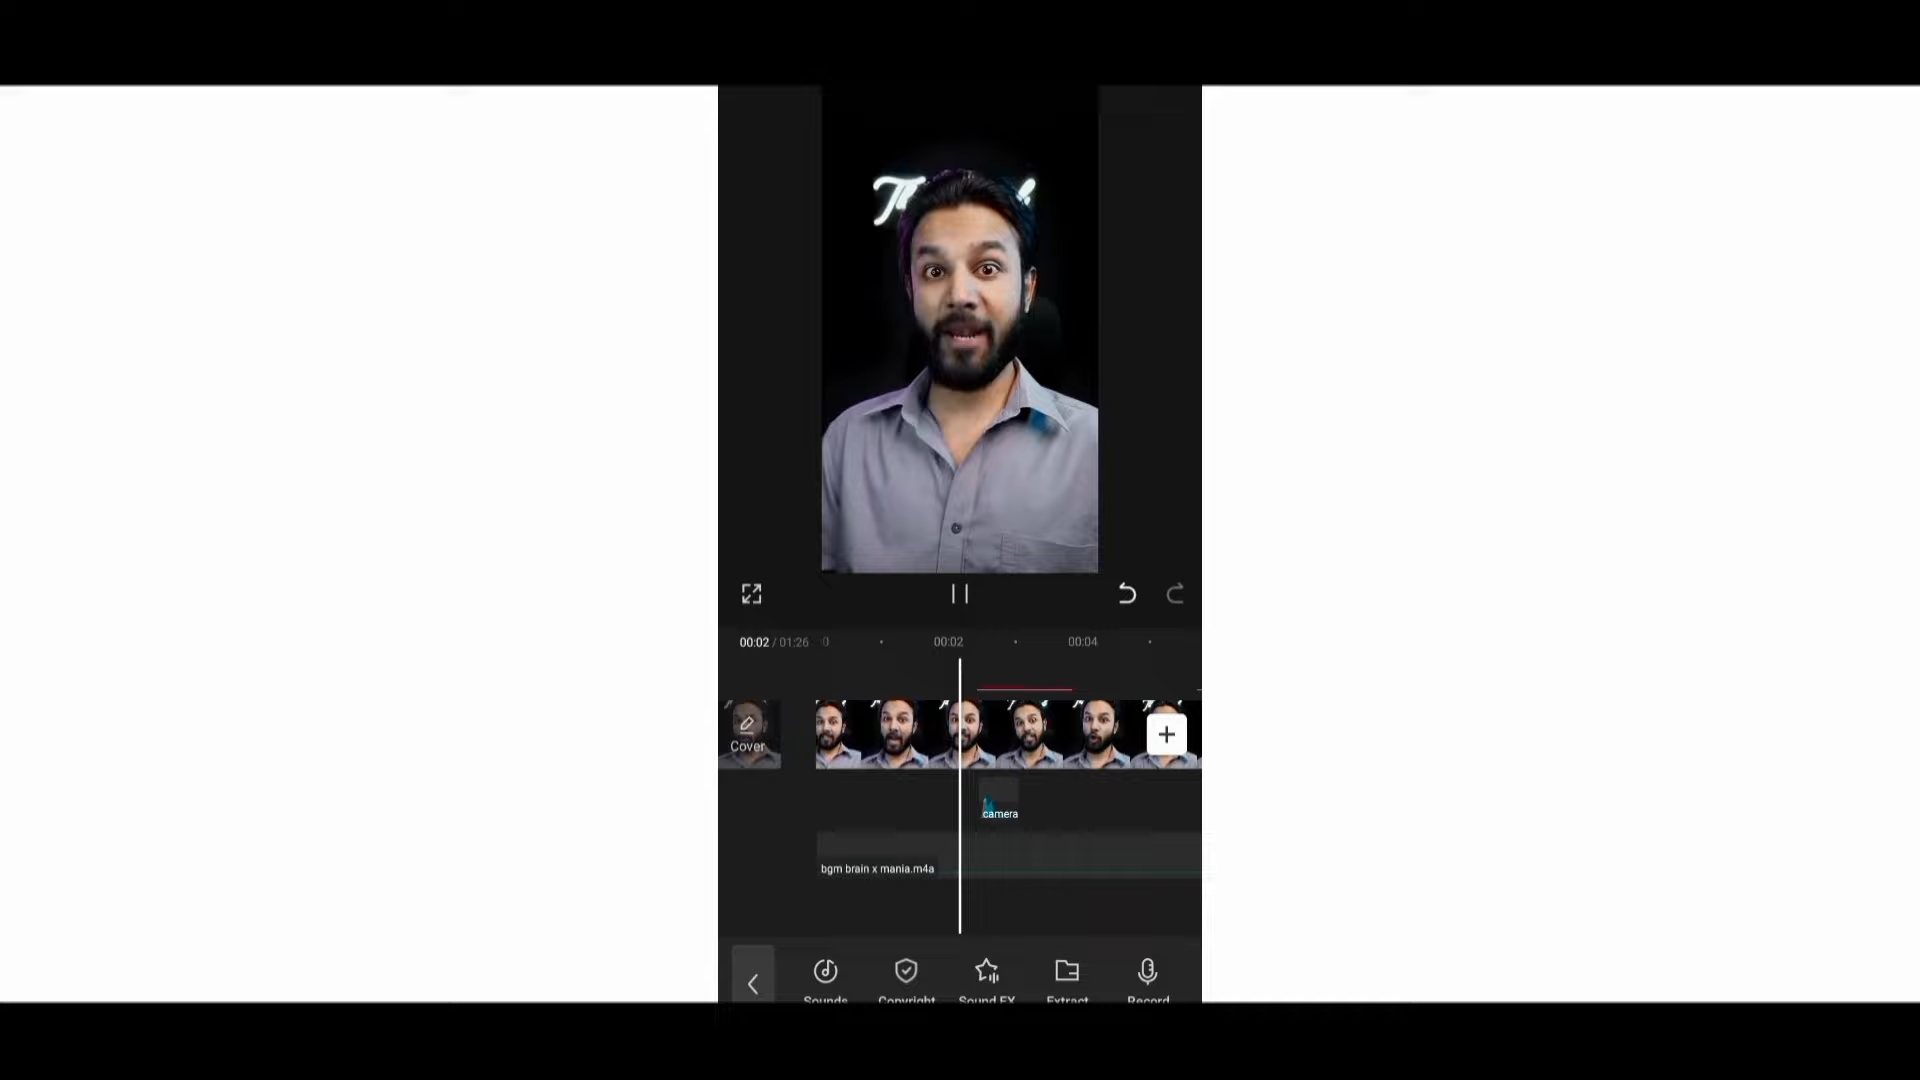 00:02 / 01:26 0 00:02 00:04
Cover
camera
bgm brain x mania.m4a
Sounds Copyright Sound FX Extract Record